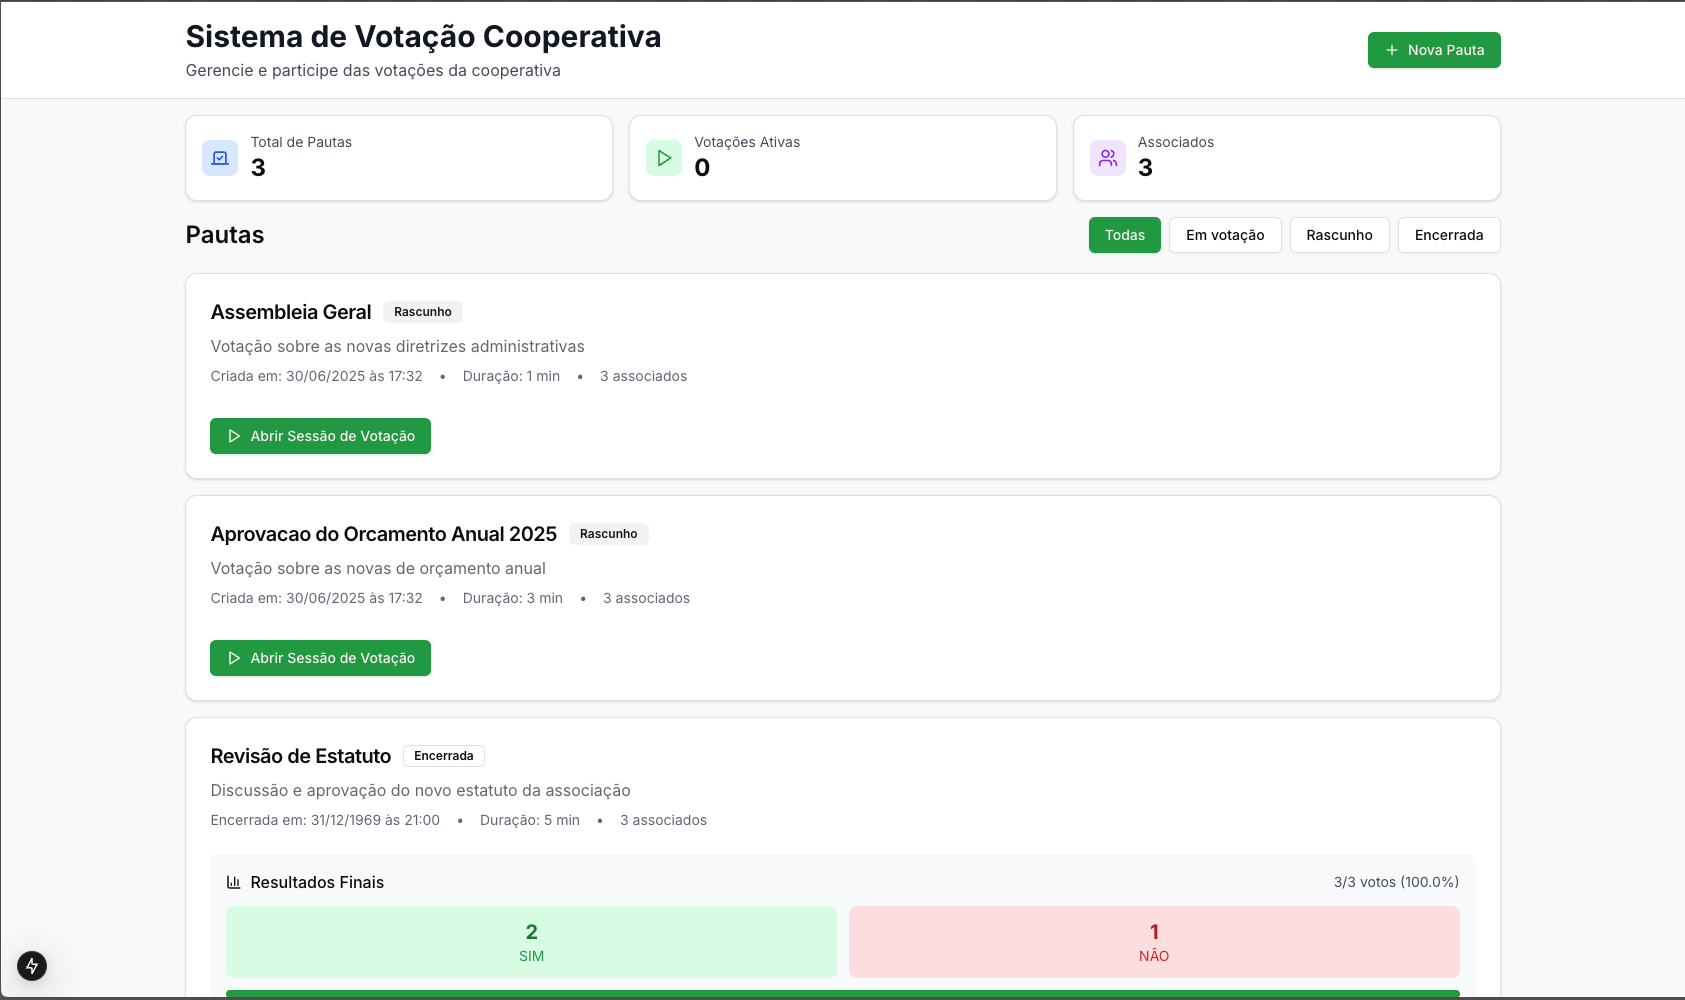 Sistema de Votação Cooperativa
Gerencie e participe das votações da cooperativa
Nova Pauta
Total de Pautas
3
Votações Ativas
0
Associados
3
Pautas
Todas
Em votação
Rascunho
Encerrada
Assembleia Geral Rascunho
Votação sobre as novas diretrizes administrativas
Criada em: 30/06/2025 às 17:32 • Duração: 1 min • 3 associados
Abrir Sessão de Votação
Aprovacao do Orcamento Anual 2025 Rascunho
Votação sobre as novas de orçamento anual
Criada em: 30/06/2025 às 17:32 • Duração: 3 min • 3 associados
Abrir Sessão de Votação
Revisão de Estatuto Encerrada
Discussão e aprovação do novo estatuto da associação
Encerrada em: 31/12/1969 às 21:00 • Duração: 5 min • 3 associados
Resultados Finais 3/3 votos (100.0%)
2
SIM
1
NÃO